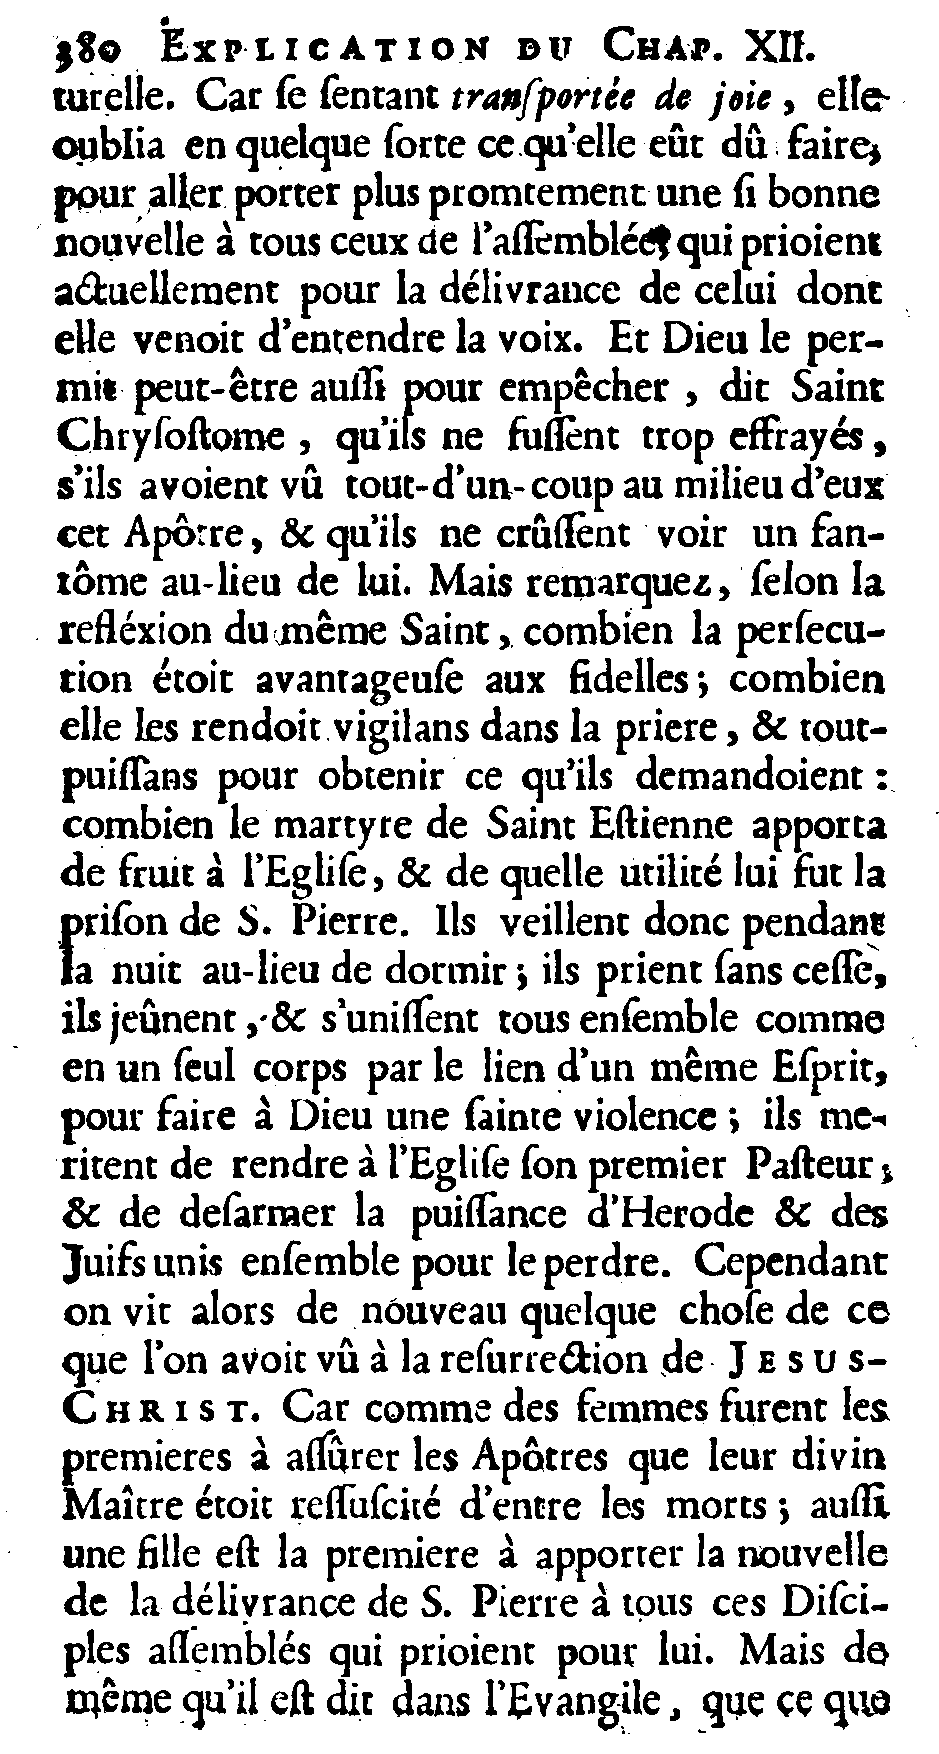 380 EXPLICATION DU CHAP. XII.
turelle. Car ſe ſentant tranſportée de joie, elle
oublia en quelque ſorte ce qu'elle eût dû faire,
pour aller porter plus promtement une ſi bonne
nouvelle à tous ceux de l'aſſemblée qui prioient
actuellement pour la délivrance de celui dont
elle venoit d'entendre la voix. Et Dieu le per-
mit peut-être auſſi pour empêcher, dit Saint
Chryſoſtome, qu'ils ne fuſſent trop effrayés,
s'ils avoient vû tout-d'un-coup au milieu d'eux
cet Apôtre, & qu'ils ne crûſſent voir un fan-
tôme au-lieu de lui. Mais remarquez, ſelon la
refléxion du même Saint, combien la perſecu-
tion étoit avantageuſe aux fidelles; combien
elle les rendoit vigilans dans la priere, & tout-
puiſſans pour obtenir ce qu'ils demandoient :
combien le martyre de Saint Eſtienne apporta
de fruit à l'Egliſe, & de quelle utilité lui fut la
priſon de S. Pierre. Ils veillent donc pendant
la nuit au-lieu de dormir; ils prient ſans ceſſe,
ils jeûnent, & s'uniſſent tous enſemble comme
en un ſeul corps par le lien d'un même Eſprit,
pour faire à Dieu une ſainte violence; ils me-
ritent de rendre à l'Egliſe ſon premier Paſteur;
& de deſarmer la puiſſance d'Herode & des
Juifs unis enſemble pour le perdre. Cependant
on vit alors de nouveau quelque choſe de ce
que l'on avoit vû à la reſurrection de JESUS-
CHRIST. Car comme des femmes furent les
premieres à aſſûrer les Apôtres que leur divin
Maître étoit reſſuſcité d'entre les morts; auſſi
une fille eſt la premiere à apporter la nouvelle
de la délivrance de S. Pierre à tous ces Diſci-
ples aſſemblés qui prioient pour lui. Mais de
même qu'il eſt dit dans l'Evangile, que ce que